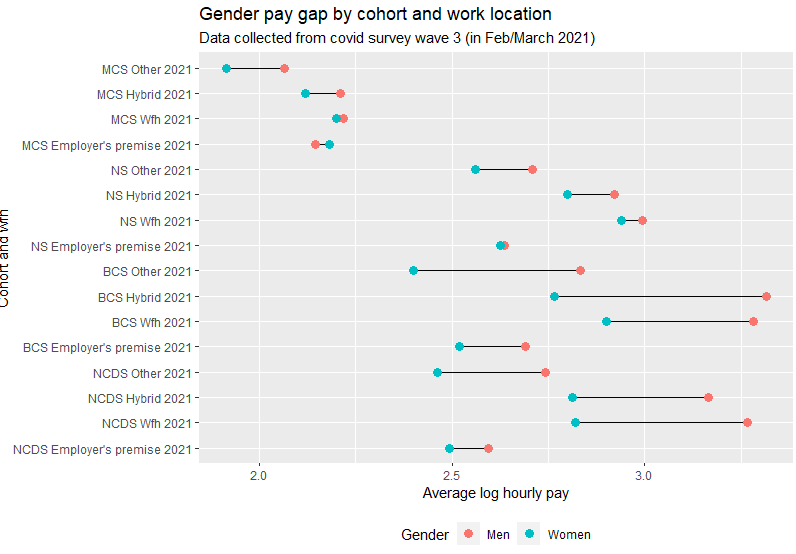 Gender pay gap by cohort and work location
Data collected from covid survey wave 3 (in Feb/March 2021)
Cohort and wfh
MCS Other 2021
MCS Hybrid 2021
MCS Wfh 2021
MCS Employer's premise 2021
NS Other 2021
NS Hybrid 2021
NS Wfh 2021
NS Employer's premise 2021
BCS Other 2021
BCS Hybrid 2021
BCS Wfh 2021
BCS Employer's premise 2021
NCDS Other 2021
NCDS Hybrid 2021
NCDS Wfh 2021
NCDS Employer's premise 2021
2.0 2.5 3.0
Average log hourly pay
Gender Men Women